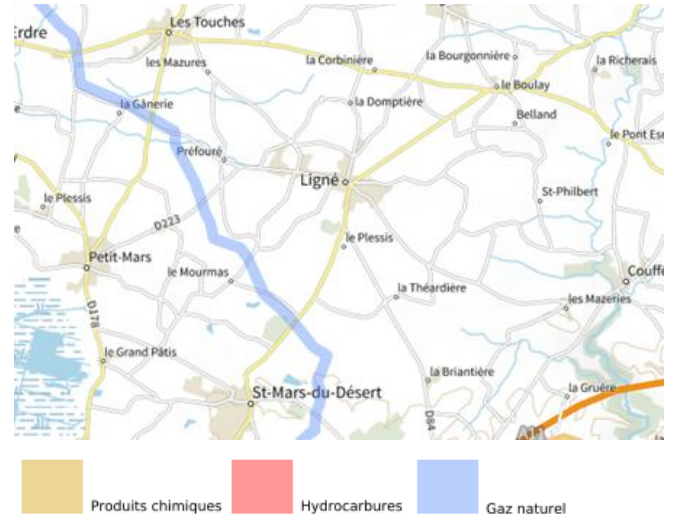 Erdre
Les Touches
les Mazures
la Corbinière
la Bourgonnière
la Richerais
le Boulay
la Gânerie
la Domptière
Belland
le Pont Esn
Préfouré
Ligné
le Plessis
St-Philbert
D223
le Plessis
Petit-Mars
le Mourmas
Couffé
la Théardière
les Mazeries
D178
le Grand Pâtis
la Briantière
la Gruère
St-Mars-du-Désert
D84
A11
Produits chimiques
Hydrocarbures
Gaz naturel